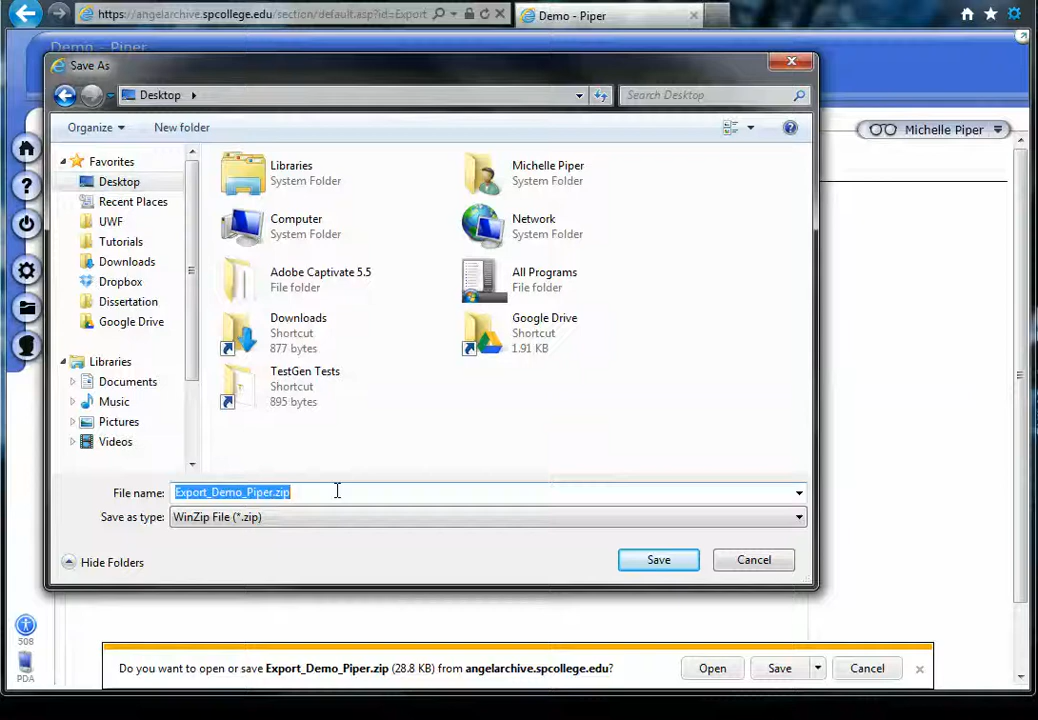 https://angelarchive.spcollege.edu/section/default.asp?id=Export
Demo - Piper
Demo - Piper
Save As
Desktop
Search Desktop
Organize
New folder
Michelle Piper
Favorites
Desktop
Recent Places
UWF
Tutorials
Downloads
Dropbox
Dissertation
Google Drive
Libraries
Documents
Music
Pictures
Videos
Libraries
System Folder
Michelle Piper
System Folder
Computer
System Folder
Network
System Folder
Adobe Captivate 5.5
File folder
All Programs
File folder
Downloads
Shortcut
877 bytes
Google Drive
Shortcut
1.91 KB
TestGen Tests
Shortcut
895 bytes
File name: Export_Demo_Piper.zip
Save as type: WinZip File (*.zip)
Hide Folders
Save
Cancel
508
PDA
Do you want to open or save Export_Demo_Piper.zip (28.8 KB) from angelarchive.spcollege.edu?
Open
Save
Cancel